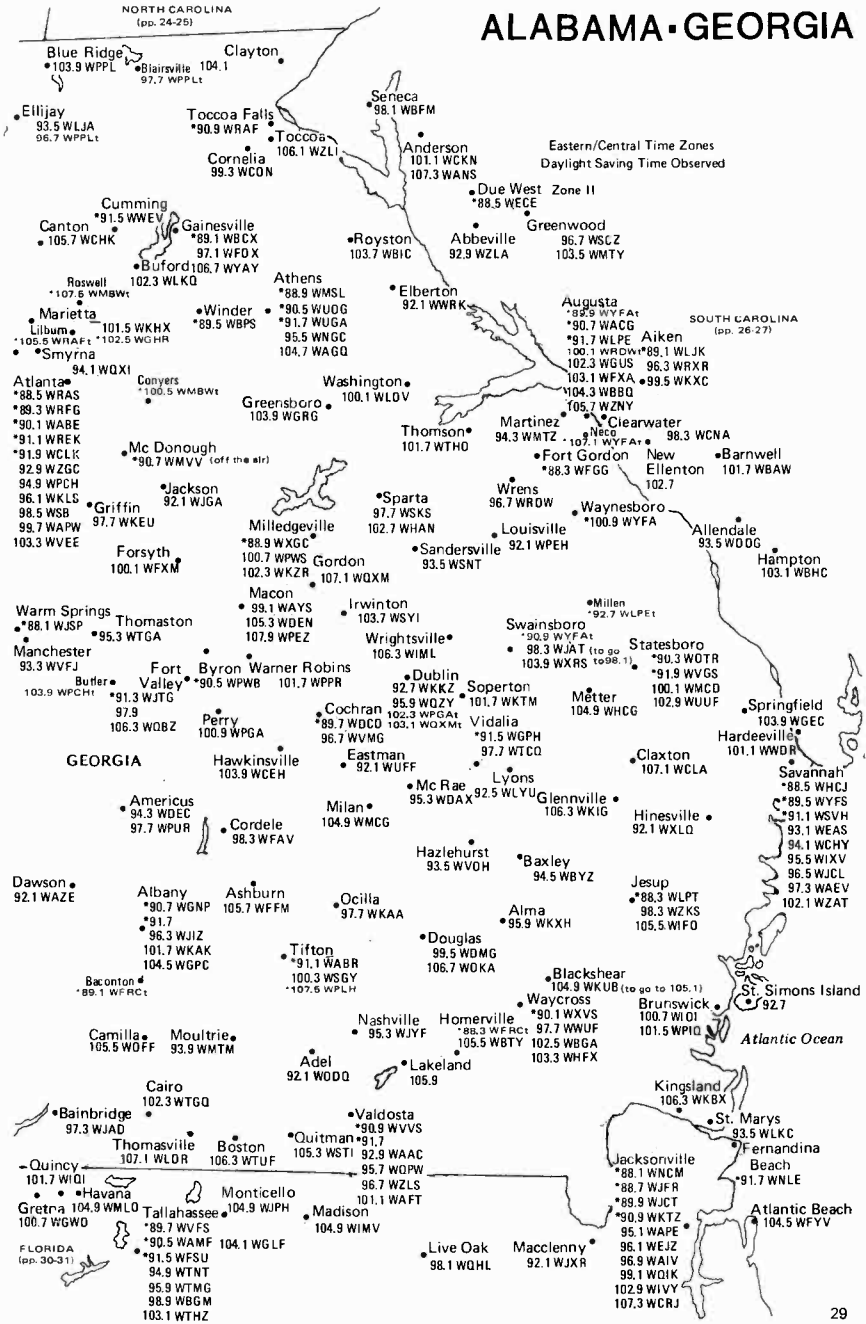 NORTH CAROLINA
(pp. 24-25)
ALABAMA▪GEORGIA
Blue Ridge
103.9 WPPL
Blairsville
97.7 WPPLt
Clayton
104.1
Ellijay
93.5 WLJA
96.7 WPPLt
Toccoa Falls
*90.9 WRAF
Toccoa
106.1 WZLI
Cornelia
99.3 WCON
Seneca
98.1 WBFM
Anderson
101.1 WCKN
107.3 WANS
Eastern/Central Time Zones
Daylight Saving Time Observed
Due West
*88.5 WECE
Zone II
Greenwood
96.7 WSCZ
103.5 WMTY
Abbeville
92.9 WZLA
Cumming
*91.5 WWEV
Canton
105.7 WCHK
Gainesville
*89.1 WBCX
97.1 WFOX
106.7 WYAY
Buford
102.3 WLKQ
Royston
103.7 WBIC
Elberton
92.1 WWRK
Roswell
*107.5 WMBWt
Marietta
101.5 WKHX
Lilburn
*105.5 WRAFt
*102.5 WGHR
Smyrna
94.1 WQXI
Winder
*89.5 WBPS
Athens
*88.9 WMSL
*90.5 WUOG
*91.7 WUGA
95.5 WNGC
104.7 WAGQ
Augusta
*89.9 WYFAt
*90.7 WACG
*91.7 WLPE
100.1 WRDWt
102.3 WGUS
103.1 WFXA
104.3 WBBQ
105.7 WZNY
SOUTH CAROLINA
(pp. 26-27)
Aiken
*89.1 WLJK
96.3 WRXR
99.5 WKXC
Atlanta
*88.5 WRAS
*89.3 WRFG
*90.1 WABE
*91.1 WREK
*91.9 WCLK
92.9 WZGC
94.9 WPCH
96.1 WKLS
98.5 WSB
99.7 WAPW
103.3 WVEE
Conyers
*100.5 WMBWt
Greensboro
103.9 WGRG
Washington
100.1 WLOV
Thomson
101.7 WTHO
Martinez
94.3 WMTZ
Clearwater
98.3 WCNA
Neco
*107.1 WYFAt
Fort Gordon
*88.3 WFGG
New
Ellenton
102.7
Barnwell
101.7 WBAW
Mc Donough
*90.7 WMVV (off the air)
Jackson
92.1 WJGA
Griffin
97.7 WKEU
Sparta
97.7 WSKS
102.7 WHAN
Wrens
96.7 WRDW
Waynesboro
*100.9 WYFA
Louisville
92.1 WPEH
Allendale
93.5 WDOG
Hampton
103.1 WBHC
Forsyth
100.1 WFXM
Milledgeville
*88.9 WXGC
100.7 WPWS
102.3 WKZR
Gordon
107.1 WQXM
Sandersville
93.5 WSNT
Macon
99.1 WAYS
105.3 WDEN
107.9 WPEZ
Irwinton
103.7 WSYI
Wrightsville
106.3 WIML
Millen
*92.7 WLPEt
Warm Springs
*88.1 WJSP
Manchester
93.3 WVFJ
Thomaston
*95.3 WTGA
Swainsboro
*90.9 WYFAt
98.3 WJAT (to go
103.9 WXRS to98.1)
Statesboro
*90.3 WOTR
*91.9 WVGS
100.1 WMCD
102.9 WUUF
Butler
103.9 WPCHt
Fort
Valley
*91.3 WJTG
97.9
106.3 WQBZ
Byron
*90.5 WPWB
Warner Robins
101.7 WPPR
Dublin
92.7 WKKZ
95.9 WQZY
102.3 WPGAt
103.1 WQXMt
Soperton
101.7 WKTM
Metter
104.9 WHCG
Springfield
103.9 WGEC
Hardeeville
101.1 WWDR
Perry
100.9 WPGA
Cochran
*89.7 WDCO
96.7 WVMG
Vidalia
*91.5 WGPH
97.7 WTCQ
GEORGIA
Hawkinsville
103.9 WCEH
Eastman
92.1 WUFF
Lyons
92.5 WLYU
Claxton
107.1 WCLA
Savannah
*88.5 WHCJ
*89.5 WYFS
*91.1 WSVH
93.1 WEAS
94.1 WCHY
95.5 WIXV
96.5 WJCL
97.3 WAEV
102.1 WZAT
Mc Rae
95.3 WDAX
Milan
104.9 WMCG
Glennville
106.3 WKIG
Hinesville
92.1 WXLQ
Americus
94.3 WDEC
97.7 WPUR
Cordele
98.3 WFAV
Hazlehurst
93.5 WVOH
Baxley
94.5 WBYZ
Dawson
92.1 WAZE
Albany
*90.7 WGNP
*91.7
96.3 WJIZ
101.7 WKAK
104.5 WGPC
Ashburn
105.7 WFFM
Ocilla
97.7 WKAA
Alma
95.9 WKXH
Jesup
*88.3 WLPT
98.3 WZKS
105.5 WIFO
Baconton
*89.1 WFRCt
Tifton
*91.1 WABR
100.3 WSGY
*107.5 WPLH
Douglas
99.5 WDMG
106.7 WOKA
Blackshear
104.9 WKUB (to go to 105.1)
St. Simons Island
92.7
Waycross
*90.1 WXVS
97.7 WWUF
102.5 WBGA
103.3 WHFX
Brunswick
100.7 WIOI
101.5 WPIQ
Atlantic Ocean
Camilla
105.5 WOFF
Moultrie
93.9 WMTM
Nashville
95.3 WJYF
Homerville
*88.3 WFRCt
105.5 WBTY
Adel
92.1 WDDQ
Lakeland
105.9
Cairo
102.3 WTGQ
Kingsland
106.3 WKBX
St. Marys
93.5 WLKC
Bainbridge
97.3 WJAD
Thomasville
107.1 WLOR
Boston
106.3 WTUF
Quitman
105.3 WSTI
Valdosta
*90.9 WVVS
*91.7
92.9 WAAC
95.7 WQPW
96.7 WZLS
101.1 WAFT
Fernandina
Beach
*91.7 WNLE
Quincy
101.7 WIQI
Gretna
100.7 WGWD
Havana
104.9 WMLO
Monticello
104.9 WJPH
Madison
104.9 WIMV
Jacksonville
*88.1 WNCM
*88.7 WJFR
*89.9 WJCT
*90.9 WKTZ
95.1 WAPE
96.1 WEJZ
96.9 WAIV
99.1 WQIK
102.9 WIVY
107.3 WCRJ
Atlantic Beach
104.5 WFYV
FLORIDA
(pp. 30-31)
Tallahassee
*89.7 WVFS
*90.5 WAMF
*91.5 WFSU
94.9 WTNT
95.9 WTMG
98.9 WBGM
103.1 WTHZ
104.1 WGLF
Live Oak
98.1 WQHL
Macclenny
92.1 WJXR
29